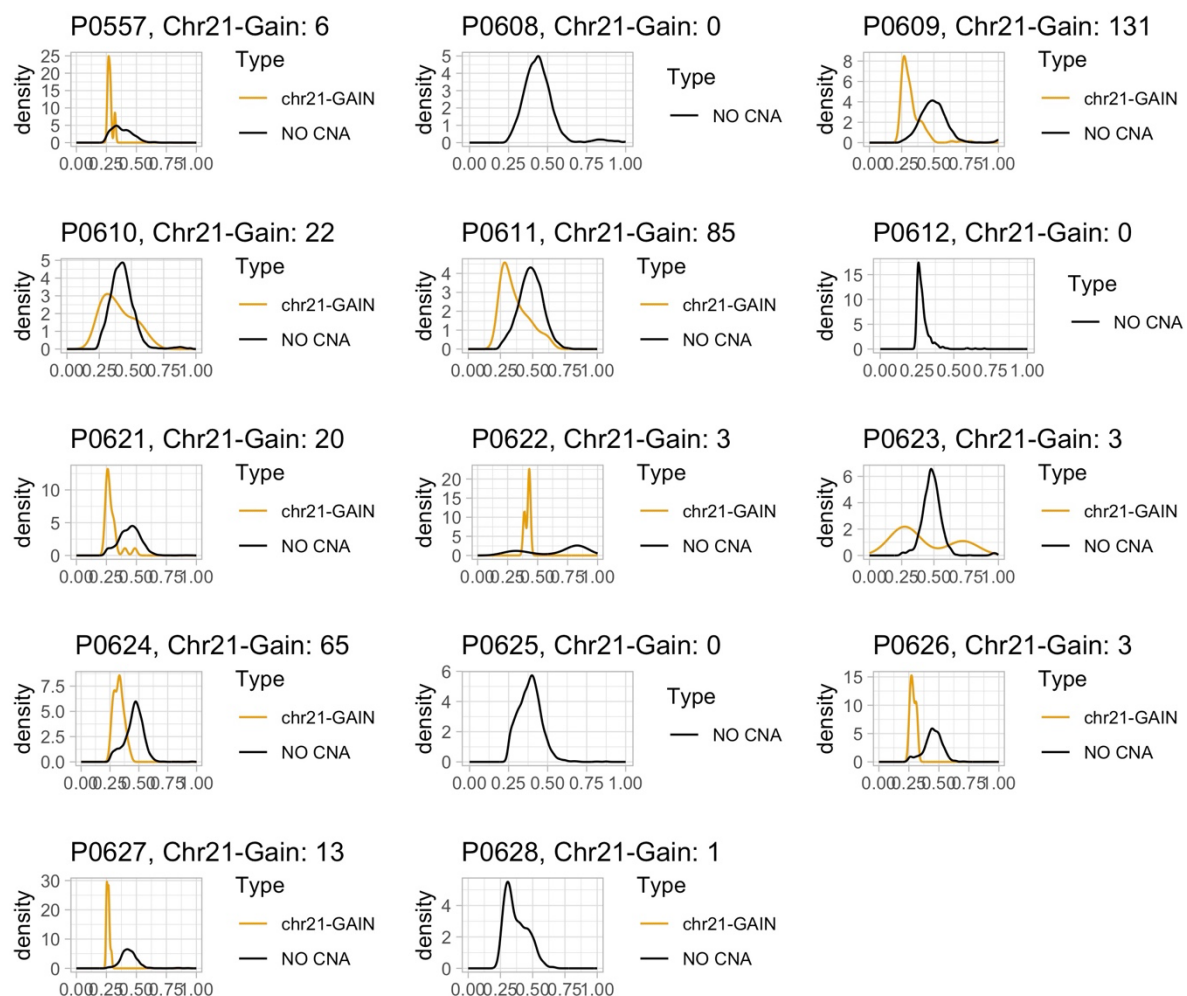 P0557, Chr21-Gain: 6
density
25
20
15
10
5
0
0.00 0.25 0.50 0.75 1.00
Type
chr21-GAIN
NO CNA
P0608, Chr21-Gain: 0
density
5
4
3
2
1
0
0.00 0.25 0.50 0.75 1.00
Type
NO CNA
P0609, Chr21-Gain: 131
density
8
6
4
2
0
0.00 0.25 0.50 0.75 1.00
Type
chr21-GAIN
NO CNA
P0610, Chr21-Gain: 22
density
5
4
3
2
1
0
0.00 0.25 0.50 0.75 1.00
Type
chr21-GAIN
NO CNA
P0611, Chr21-Gain: 85
density
4
3
2
1
0
0.00 0.25 0.50 0.75 1.00
Type
chr21-GAIN
NO CNA
P0612, Chr21-Gain: 0
density
15
10
5
0
0.00 0.25 0.50 0.75 1.00
Type
NO CNA
P0621, Chr21-Gain: 20
density
10
5
0
0.00 0.25 0.50 0.75 1.00
Type
chr21-GAIN
NO CNA
P0622, Chr21-Gain: 3
density
20
15
10
5
0
0.00 0.25 0.50 0.75 1.00
Type
chr21-GAIN
NO CNA
P0623, Chr21-Gain: 3
density
6
4
2
0
0.00 0.25 0.50 0.75 1.00
Type
chr21-GAIN
NO CNA
P0624, Chr21-Gain: 65
density
7.5
5.0
2.5
0.0
0.00 0.25 0.50 0.75 1.00
Type
chr21-GAIN
NO CNA
P0625, Chr21-Gain: 0
density
6
4
2
0
0.00 0.25 0.50 0.75 1.00
Type
NO CNA
P0626, Chr21-Gain: 3
density
15
10
5
0
0.00 0.25 0.50 0.75 1.00
Type
chr21-GAIN
NO CNA
P0627, Chr21-Gain: 13
density
30
20
10
0
0.00 0.25 0.50 0.75 1.00
Type
chr21-GAIN
NO CNA
P0628, Chr21-Gain: 1
density
4
2
0
0.00 0.25 0.50 0.75 1.00
Type
chr21-GAIN
NO CNA